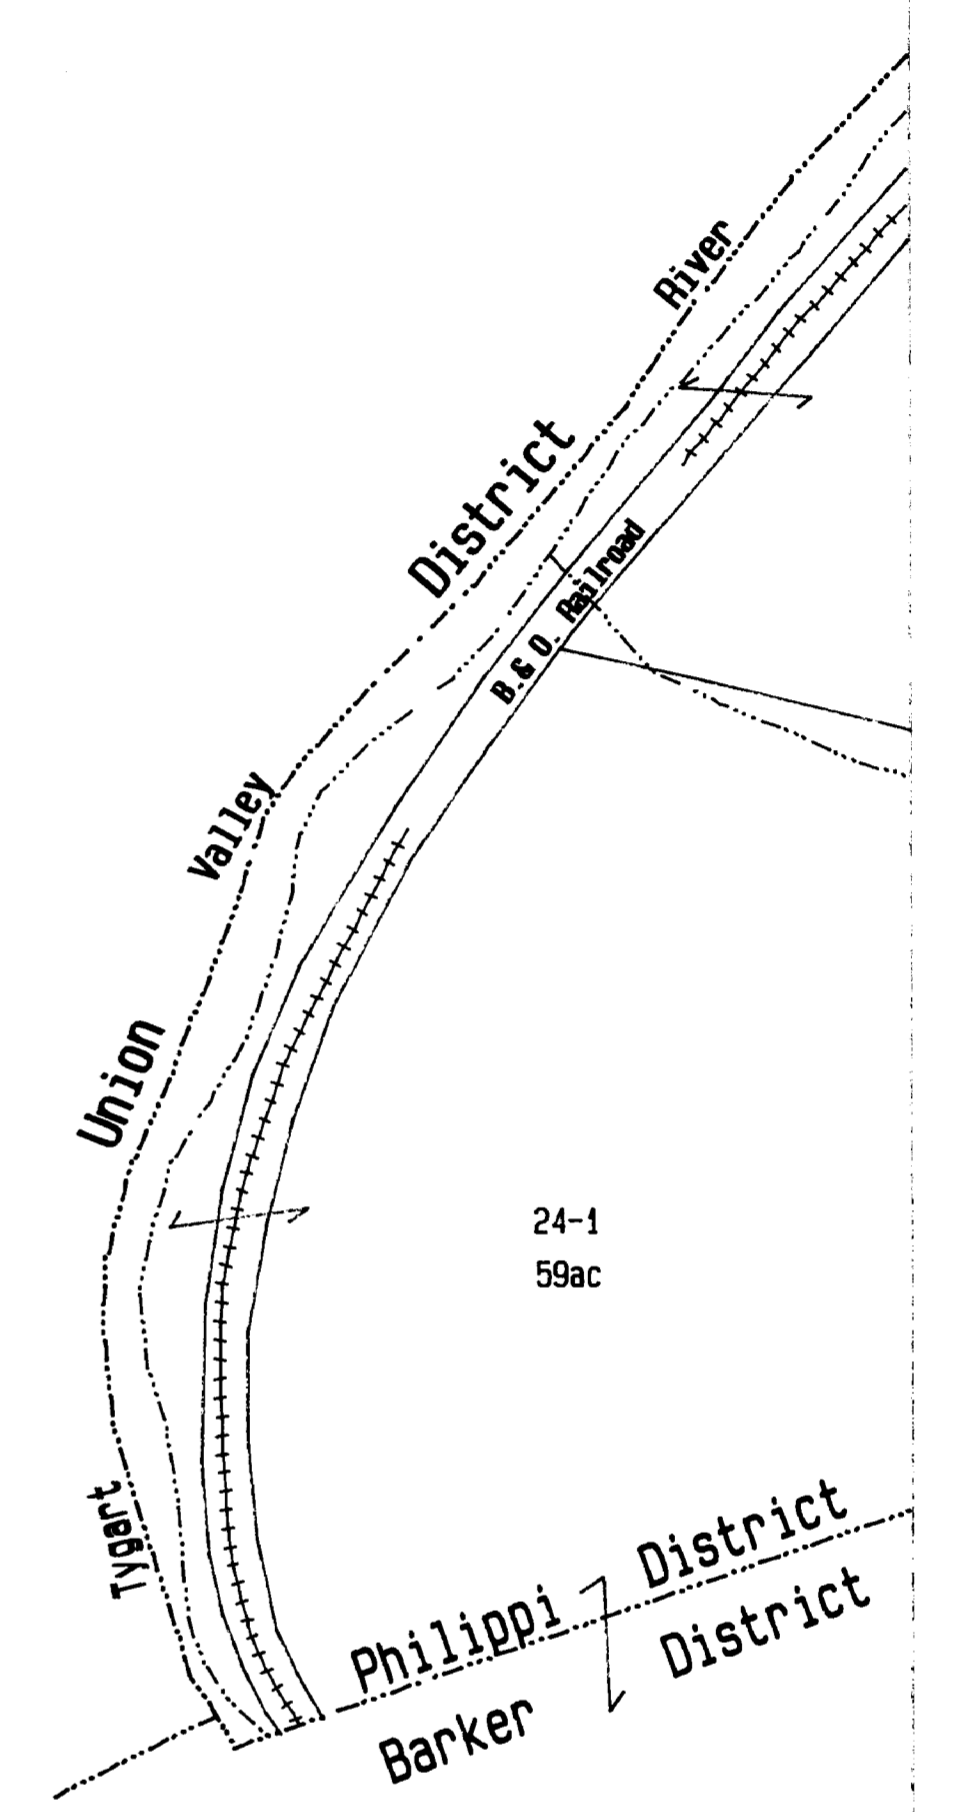 River
District
B.&O. Railroad
Valley
Union
24-1
59ac
Tygart
Philippi District
Barker District